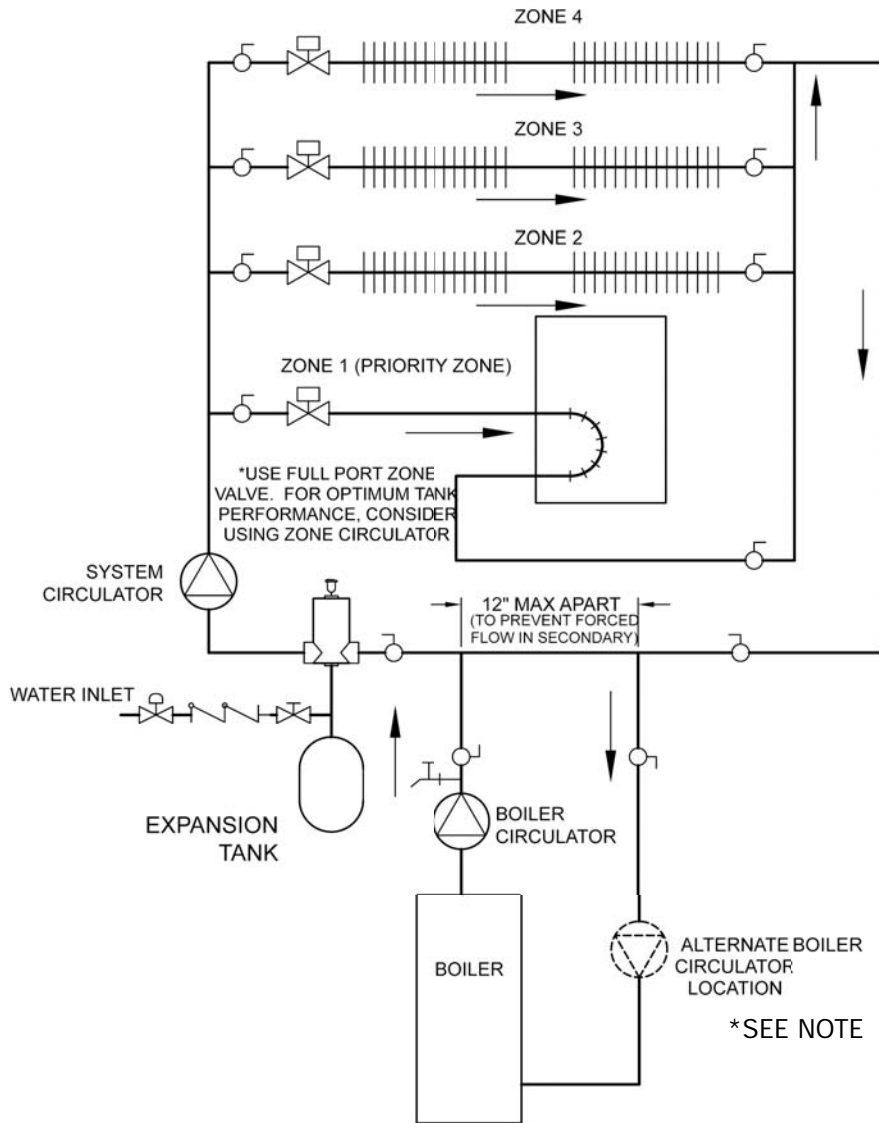 ZONE 4
ZONE 3
ZONE 2
ZONE 1 (PRIORITY ZONE)
*USE FULL PORT ZONE
VALVE. FOR OPTIMUM TANK
PERFORMANCE, CONSIDER
USING ZONE CIRCULATOR
SYSTEM
CIRCULATOR
12" MAX APART
(TO PREVENT FORCED
FLOW IN SECONDARY)
WATER INLET
EXPANSION
TANK
BOILER
CIRCULATOR
BOILER
ALTERNATE BOILER
CIRCULATOR
LOCATION
*SEE NOTE